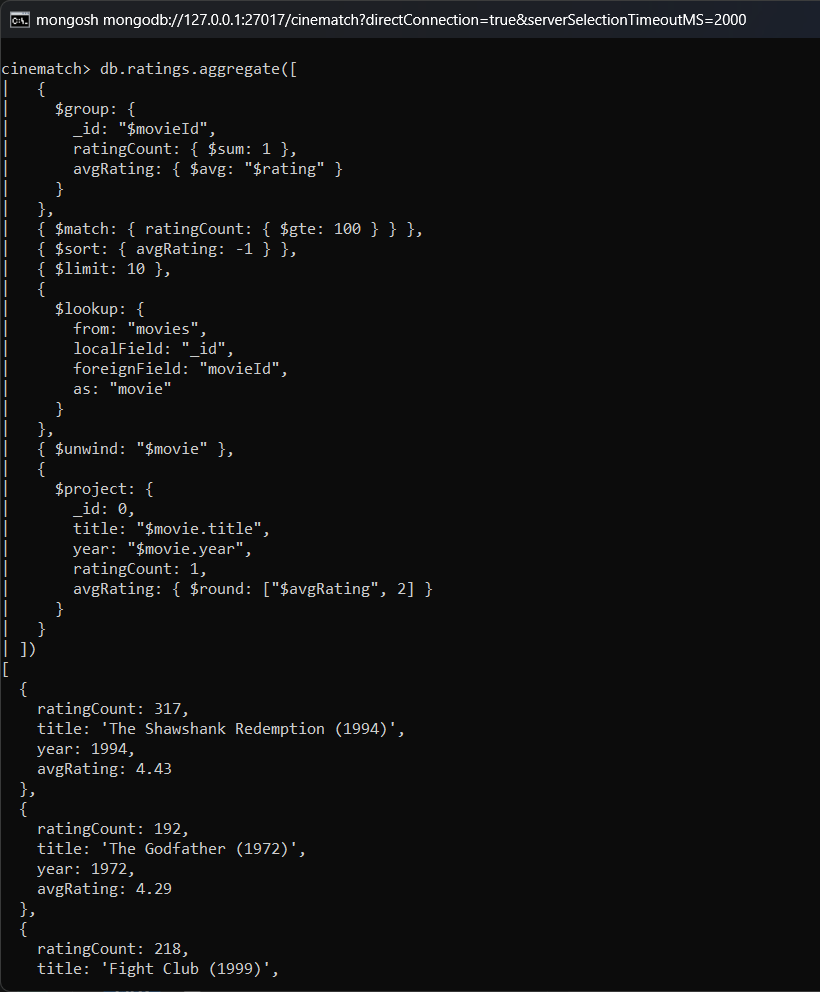 mongosh mongodb://127.0.0.1:27017/cinematch?directConnection=true&serverSelectionTimeoutMS=2000
cinematch> db.ratings.aggregate([
|   {
|     $group: {
|       _id: "$movieId",
|       ratingCount: { $sum: 1 },
|       avgRating: { $avg: "$rating" }
|     }
|   },
|   { $match: { ratingCount: { $gte: 100 } } },
|   { $sort: { avgRating: -1 } },
|   { $limit: 10 },
|   {
|     $lookup: {
|       from: "movies",
|       localField: "_id",
|       foreignField: "movieId",
|       as: "movie"
|     }
|   },
|   { $unwind: "$movie" },
|   {
|     $project: {
|       _id: 0,
|       title: "$movie.title",
|       year: "$movie.year",
|       ratingCount: 1,
|       avgRating: { $round: ["$avgRating", 2] }
|     }
|   }
| ])
[
  {
    ratingCount: 317,
    title: 'The Shawshank Redemption (1994)',
    year: 1994,
    avgRating: 4.43
  },
  {
    ratingCount: 192,
    title: 'The Godfather (1972)',
    year: 1972,
    avgRating: 4.29
  },
  {
    ratingCount: 218,
    title: 'Fight Club (1999)',